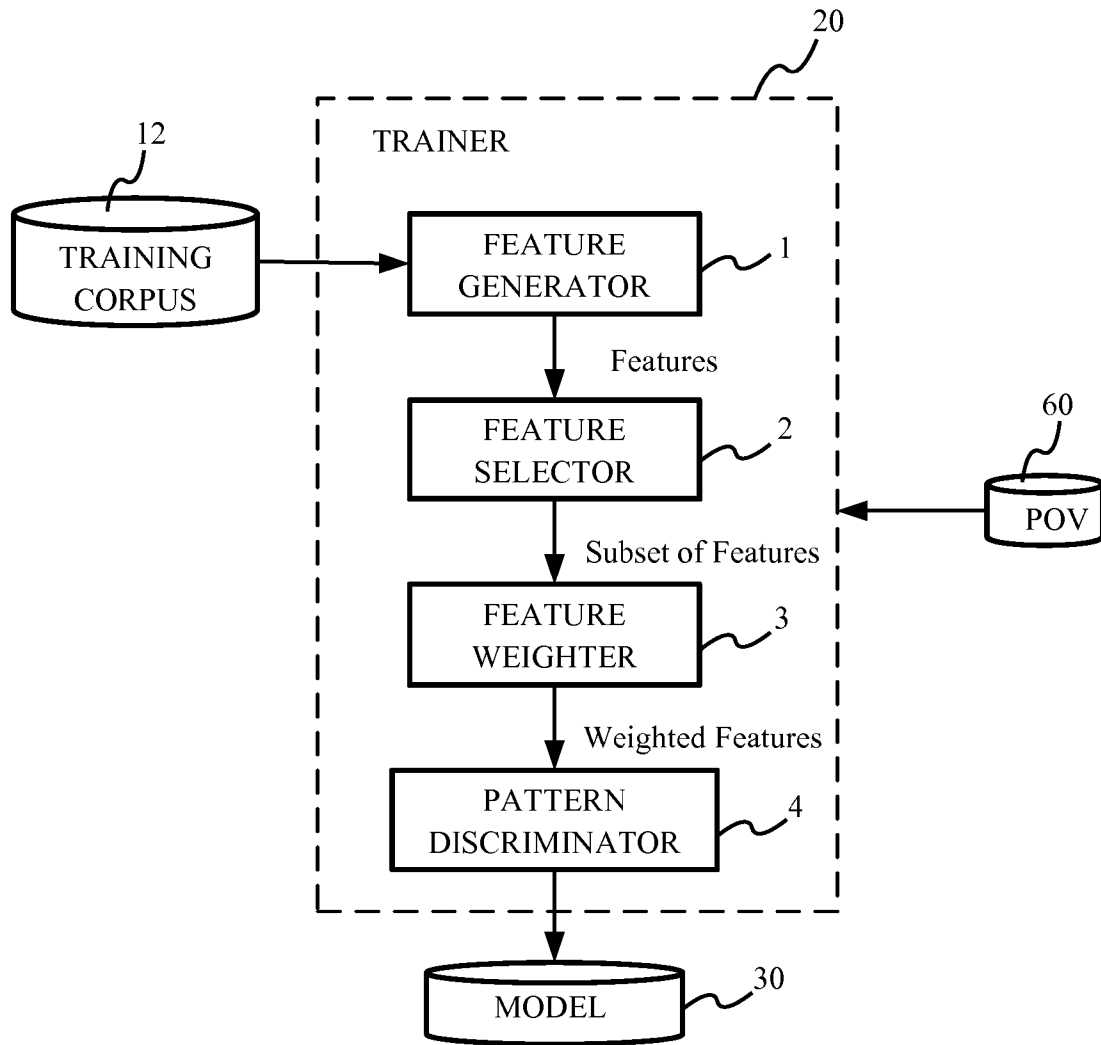 20
TRAINER
12
TRAINING
CORPUS
FEATURE
GENERATOR
1
Features
FEATURE
SELECTOR
2
60
POV
Subset of Features
FEATURE
WEIGHTER
3
Weighted Features
PATTERN
DISCRIMINATOR
4
MODEL
30